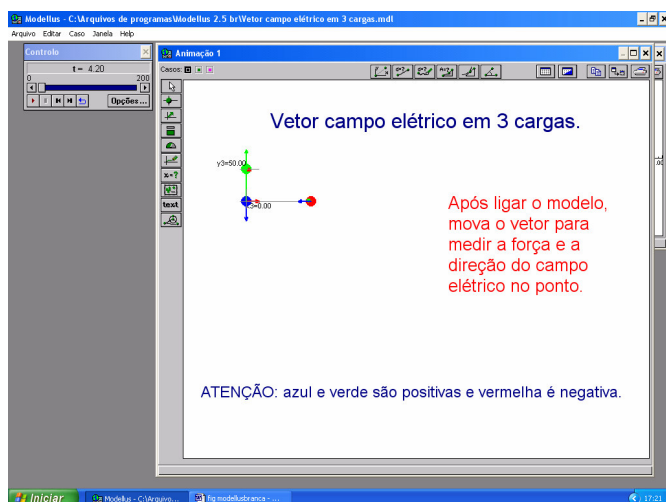 Modellus - C:\Arquivos de programas\Modellus 2.5 br\Vetor campo elétrico em 3 cargas.mdl
Arquivo Editar Caso Janela Help
Controlo
t = 4.20
0 200
Opções...
Animação 1
Casos:
Vetor campo elétrico em 3 cargas.
y3=50.00
=0.00
Após ligar o modelo,
mova o vetor para
medir a força e a
direção do campo
elétrico no ponto.
x=?
text
ATENÇÃO: azul e verde são positivas e vermelha é negativa.
Iniciar
Modellus - C:\Arquivo...
fig modellusbranca - ...
17:21